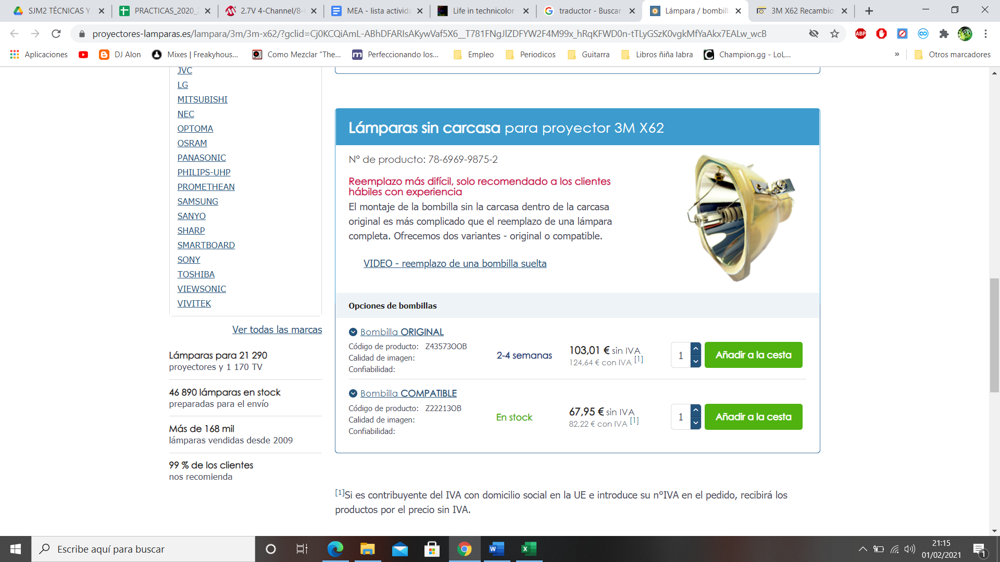 SJM2 TÉCNICAS Y
PRACTICAS_2020_
2.7V 4-Channel/8-
MEA - lista activida
Life in technicolor
traductor - Buscar
Lámpara / bombill
3M X62 Recambio
proyectores-lamparas.es/lampara/3m/3m-x62/?gclid=Cj0KCQiAmL-ABhDFARIsAKywVaf5X6__T781FNgJlZDFYW2F4M99x_hRqKFWD0n-tTLyGSzK0vgkMfYaAkx7EALw_wcB
ABP
Aplicaciones
DJ Alon
Mixes | Freakyhous...
Como Mezclar "The...
Perfeccionando los...
Empleo
Periodicos
Guitarra
Libros ñiña labra
Champion.gg - LoL...
»
Otros marcadores
JVC
LG
MITSUBISHI
NEC
OPTOMA
OSRAM
PANASONIC
PHILIPS-UHP
PROMETHEAN
SAMSUNG
SANYO
SHARP
SMARTBOARD
SONY
TOSHIBA
VIEWSONIC
VIVITEK
Ver todas las marcas
Lámparas para 21 290
proyectores y 1 170 TV
46 890 lámparas en stock
preparadas para el envío
Más de 168 mil
lámparas vendidas desde 2009
99 % de los clientes
nos recomienda
Lámparas sin carcasa para proyector 3M X62
Nº de producto: 78-6969-9875-2
Reemplazo más difícil, solo recomendado a los clientes
hábiles con experiencia
El montaje de la bombilla sin la carcasa dentro de la carcasa
original es más complicado que el reemplazo de una lámpara
completa. Ofrecemos dos variantes - original o compatible.
VIDEO - reemplazo de una bombilla suelta
Opciones de bombillas
Bombilla ORIGINAL
Código de producto: Z43573OOB
Calidad de imagen:
Confiabilidad:
2-4 semanas
103,01 € sin IVA
124,64 € con IVA [1]
1
Añadir a la cesta
Bombilla COMPATIBLE
Código de producto: Z22213OB
Calidad de imagen:
Confiabilidad:
En stock
67,95 € sin IVA
82,22 € con IVA [1]
1
Añadir a la cesta
[1]Si es contribuyente del IVA con domicilio social en la UE e introduce su n°IVA en el pedido, recibirá los
productos por el precio sin IVA.
Escribe aquí para buscar
21:15
01/02/2021
1